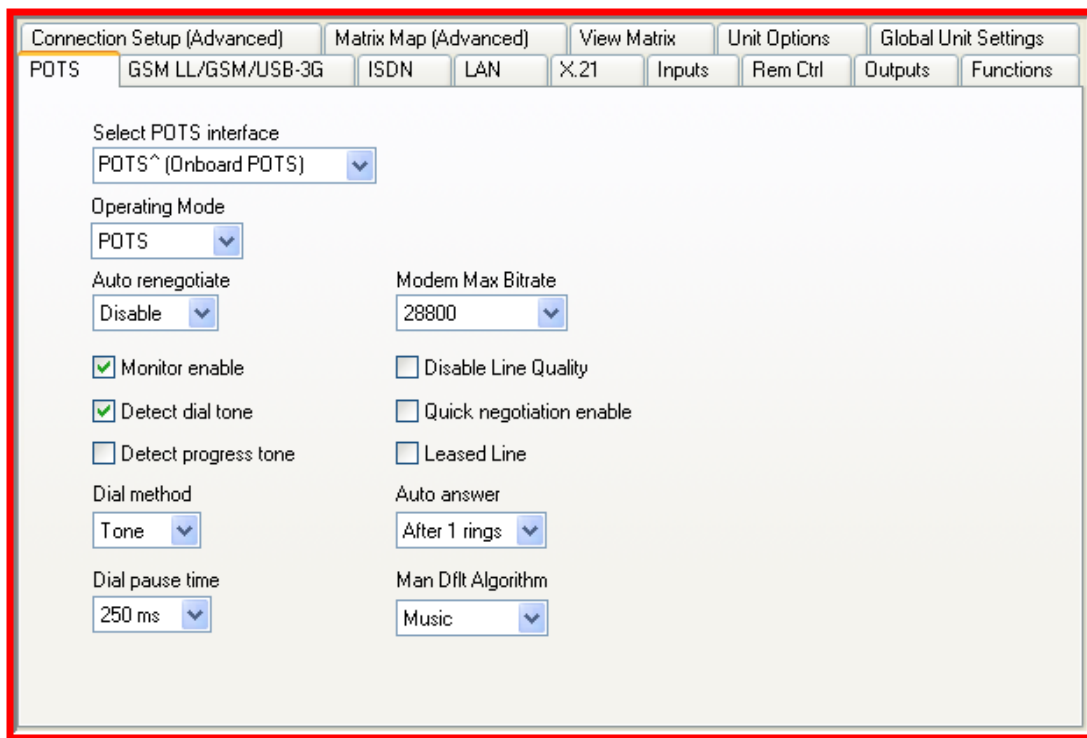 Connection Setup (Advanced) Matrix Map (Advanced) View Matrix Unit Options Global Unit Settings
POTS GSM LL/GSM/USB-3G ISDN LAN X.21 Inputs Rem Ctrl Outputs Functions
Select POTS interface
POTS^ (Onboard POTS)
Operating Mode
POTS
Auto renegotiate Modem Max Bitrate
Disable 28800
Monitor enable Disable Line Quality
Detect dial tone Quick negotiation enable
Detect progress tone Leased Line
Dial method Auto answer
Tone After 1 rings
Dial pause time Man Dflt Algorithm
250 ms Music